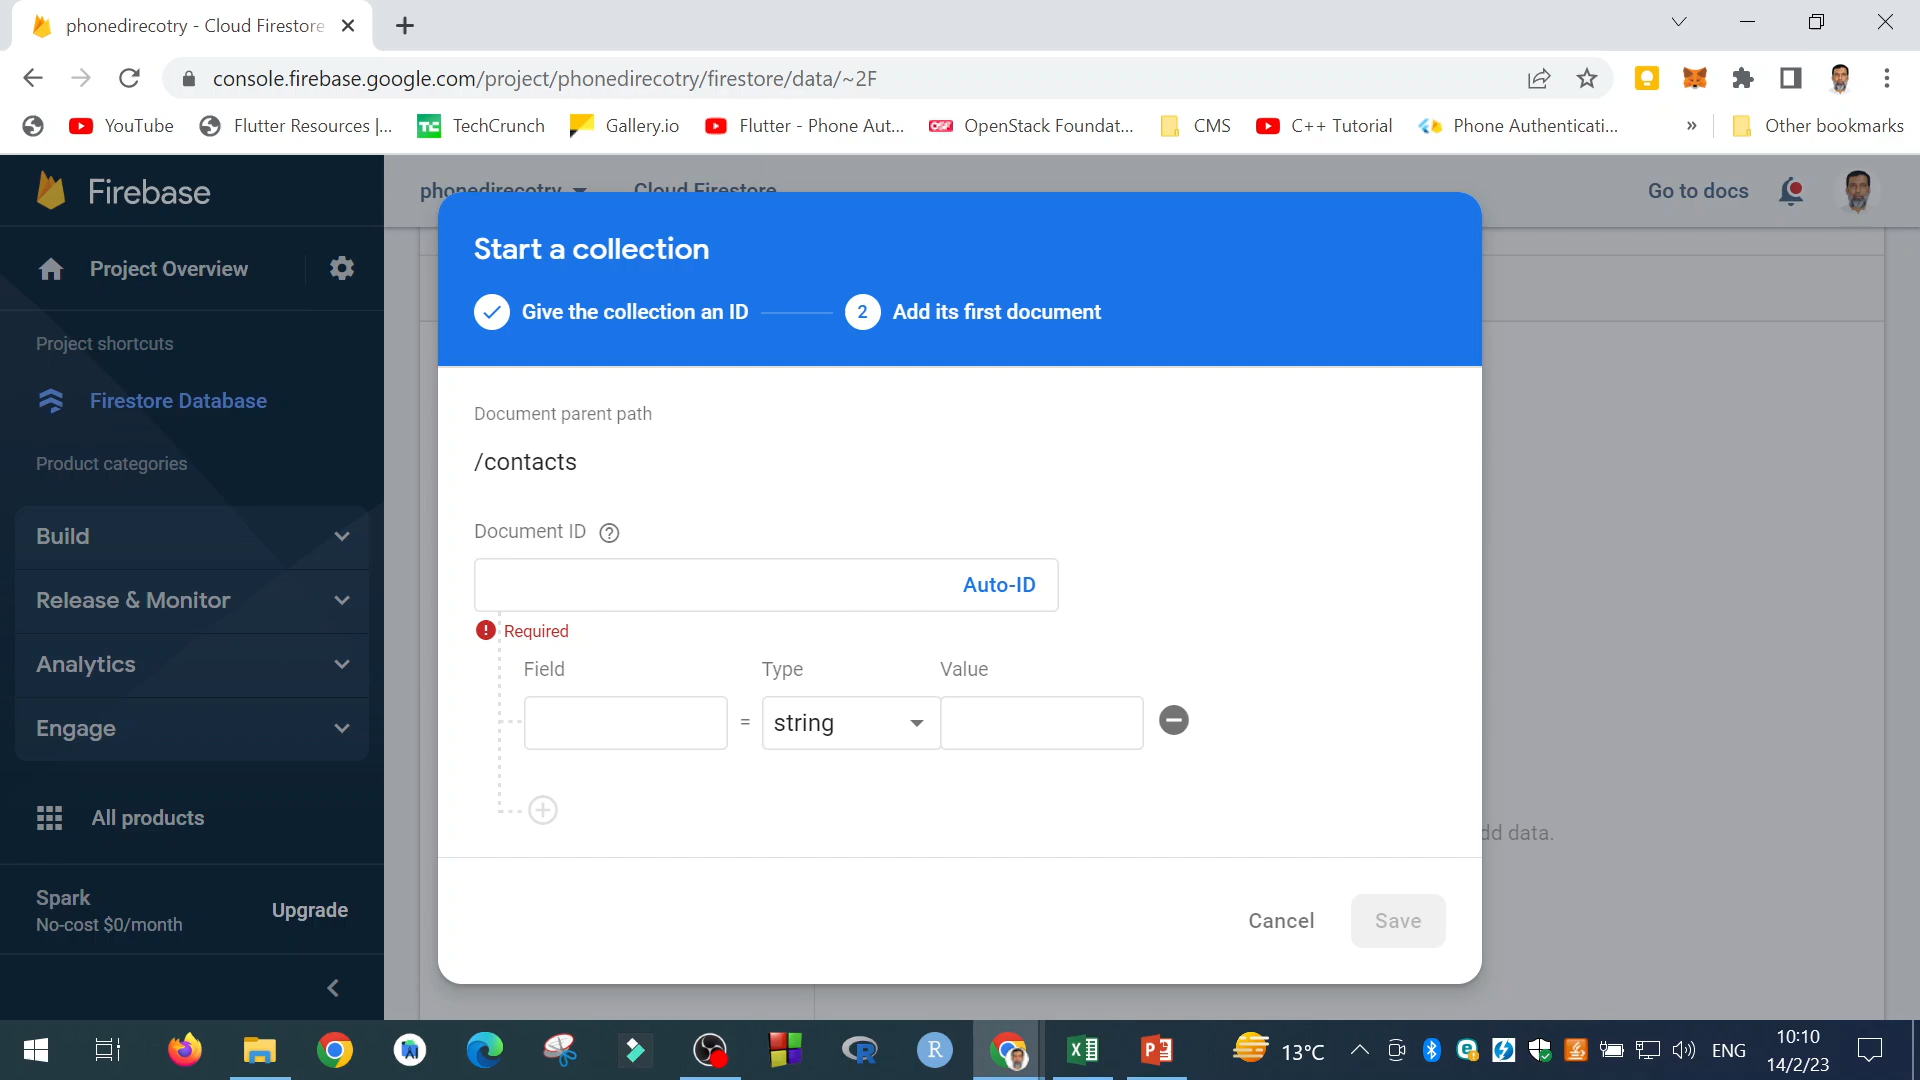 phonedirecotry - Cloud Firestore
console.firebase.google.com/project/phonedirecotry/firestore/data/~2F
YouTube
Flutter Resources |...
TC
TechCrunch
Gallery.io
Flutter - Phone Aut...
OpenStack Foundat...
CMS
C++ Tutorial
Phone Authenticati...
»
Other bookmarks
Firebase
phonedirecotry
Cloud Firestore
Go to docs
Start a collection
Give the collection an ID
2
Add its first document
Project Overview
Project shortcuts
Firestore Database
Product categories
Build
Release & Monitor
Analytics
Engage
All products
Spark
No-cost $0/month
Upgrade
Document parent path
/contacts
Document ID
Auto-ID
Required
Field
Type
Value
=
string
dd data.
Cancel
Save
13°C
ENG
10:10
14/2/23